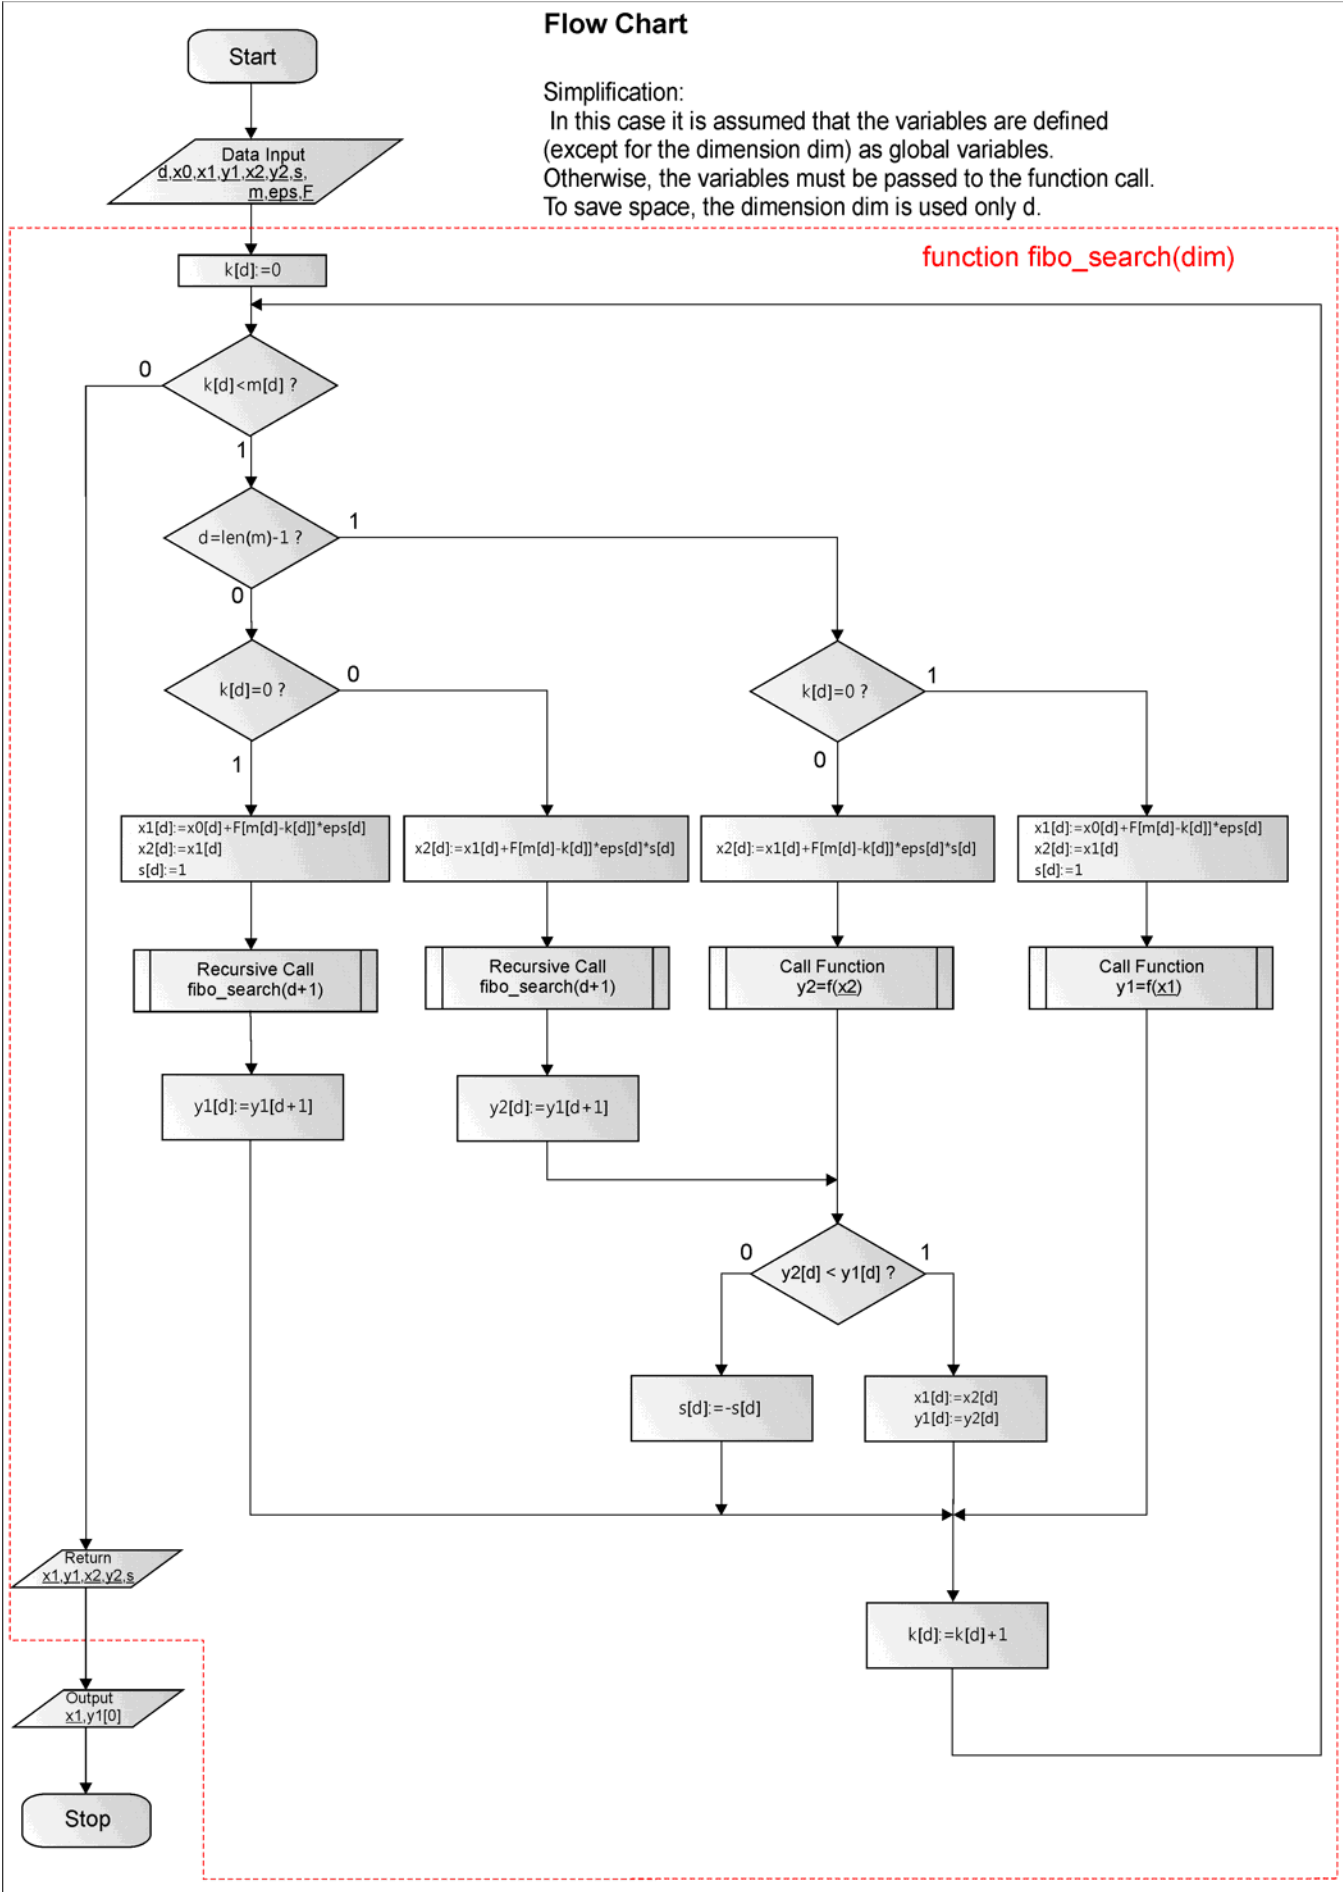 Flow Chart
Simplification:
In this case it is assumed that the variables are defined
(except for the dimension dim) as global variables.
Otherwise, the variables must be passed to the function call.
To save space, the dimension dim is used only d.
Start
Data Input
d,x0,x1,y1,x2,y2,s,
m,eps,F
function fibo_search(dim)
k[d]:=0
k[d]<m[d] ?
0
1
d=len(m)-1 ?
1
0
k[d]=0 ?
0
1
k[d]=0 ?
1
0
x1[d]:=x0[d]+F[m[d]-k[d]]*eps[d]
x2[d]:=x1[d]
s[d]:=1
x2[d]:=x1[d]+F[m[d]-k[d]]*eps[d]*s[d]
x2[d]:=x1[d]+F[m[d]-k[d]]*eps[d]*s[d]
x1[d]:=x0[d]+F[m[d]-k[d]]*eps[d]
x2[d]:=x1[d]
s[d]:=1
Recursive Call
fibo_search(d+1)
Recursive Call
fibo_search(d+1)
Call Function
y2=f(x2)
Call Function
y1=f(x1)
y1[d]:=y1[d+1]
y2[d]:=y1[d+1]
0
y2[d] < y1[d] ?
1
s[d]:=-s[d]
x1[d]:=x2[d]
y1[d]:=y2[d]
Return
x1,y1,x2,y2,s
k[d]:=k[d]+1
Output
x1,y1[0]
Stop